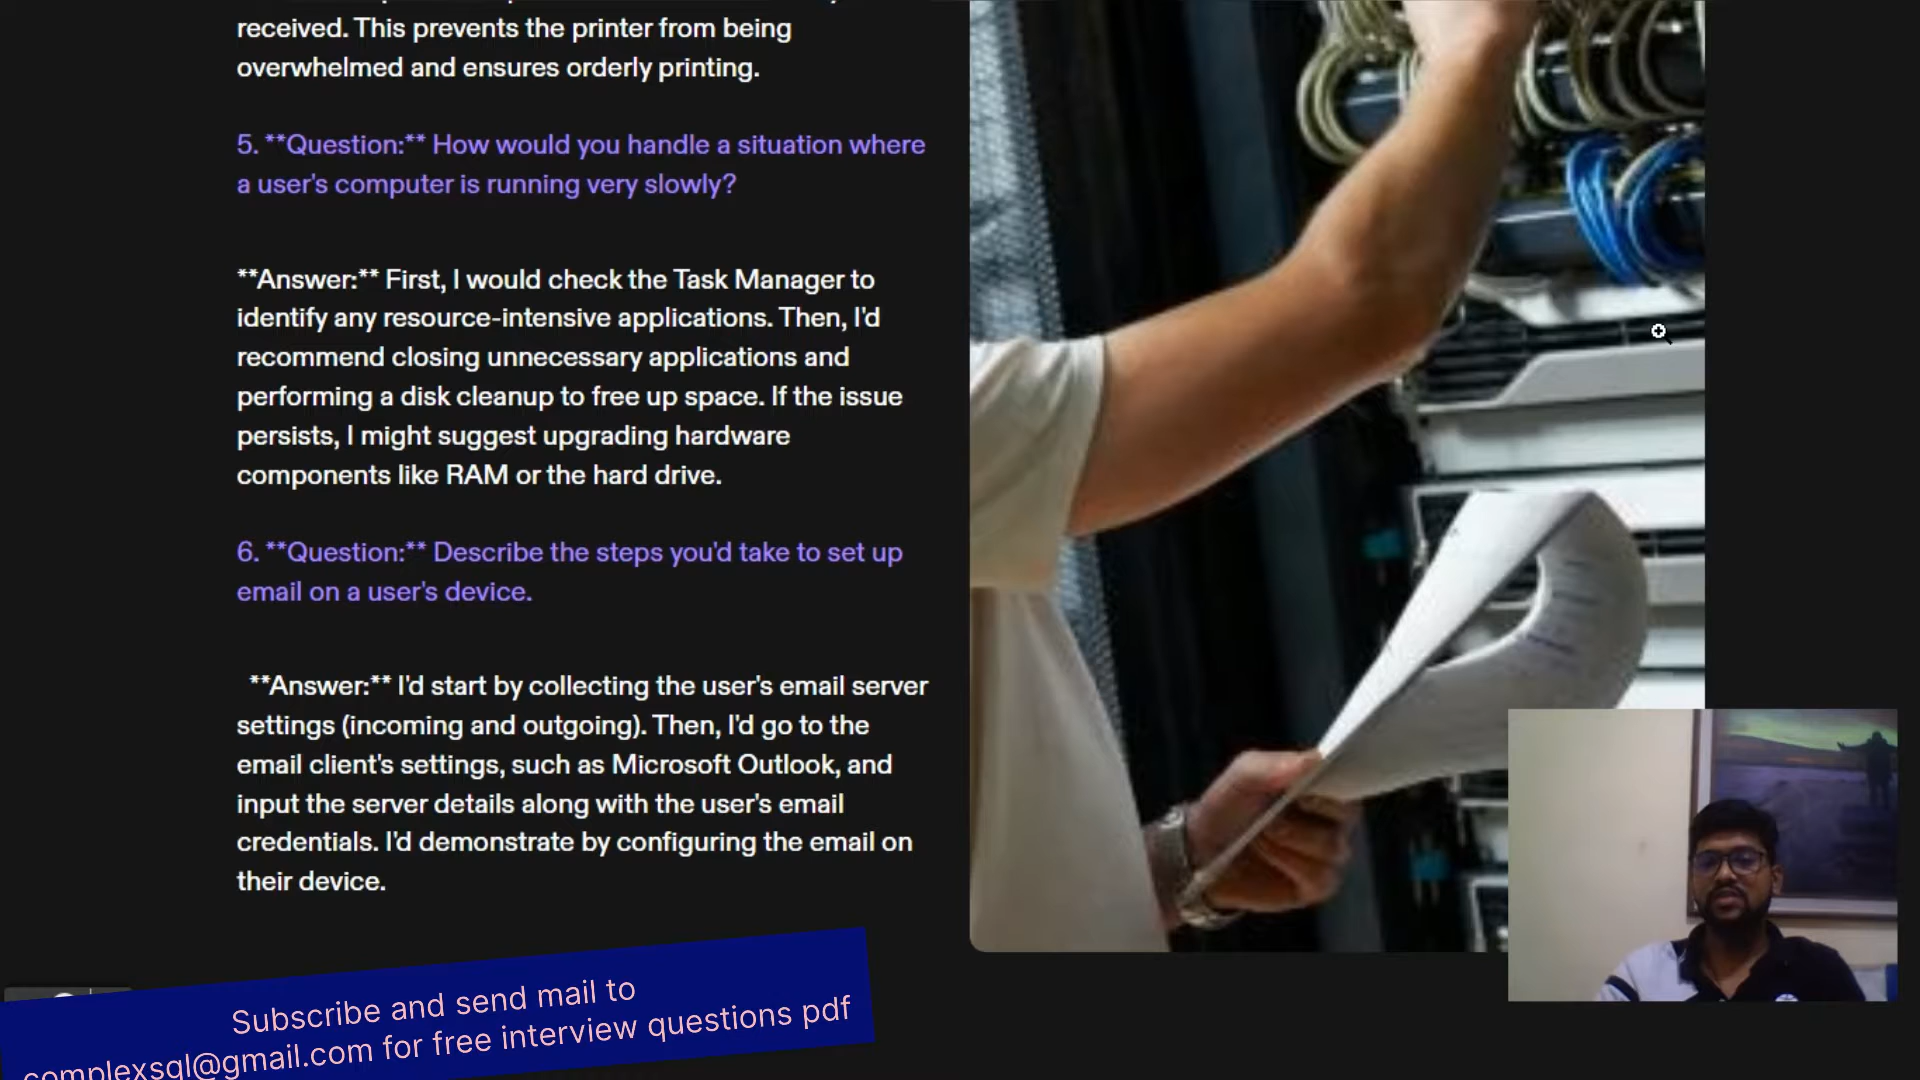 received. This prevents the printer from being
overwhelmed and ensures orderly printing.
5. **Question:** How would you handle a situation where
a user's computer is running very slowly?
**Answer:** First, I would check the Task Manager to
identify any resource-intensive applications. Then, I'd
recommend closing unnecessary applications and
performing a disk cleanup to free up space. If the issue
persists, I might suggest upgrading hardware
components like RAM or the hard drive.
6. **Question:** Describe the steps you'd take to set up
email on a user's device.
**Answer:** I'd start by collecting the user's email server
settings (incoming and outgoing). Then, I'd go to the
email client's settings, such as Microsoft Outlook, and
input the server details along with the user's email
credentials. I'd demonstrate by configuring the email on
their device.
Subscribe and send mail to
complexsql@gmail.com for free interview questions pdf